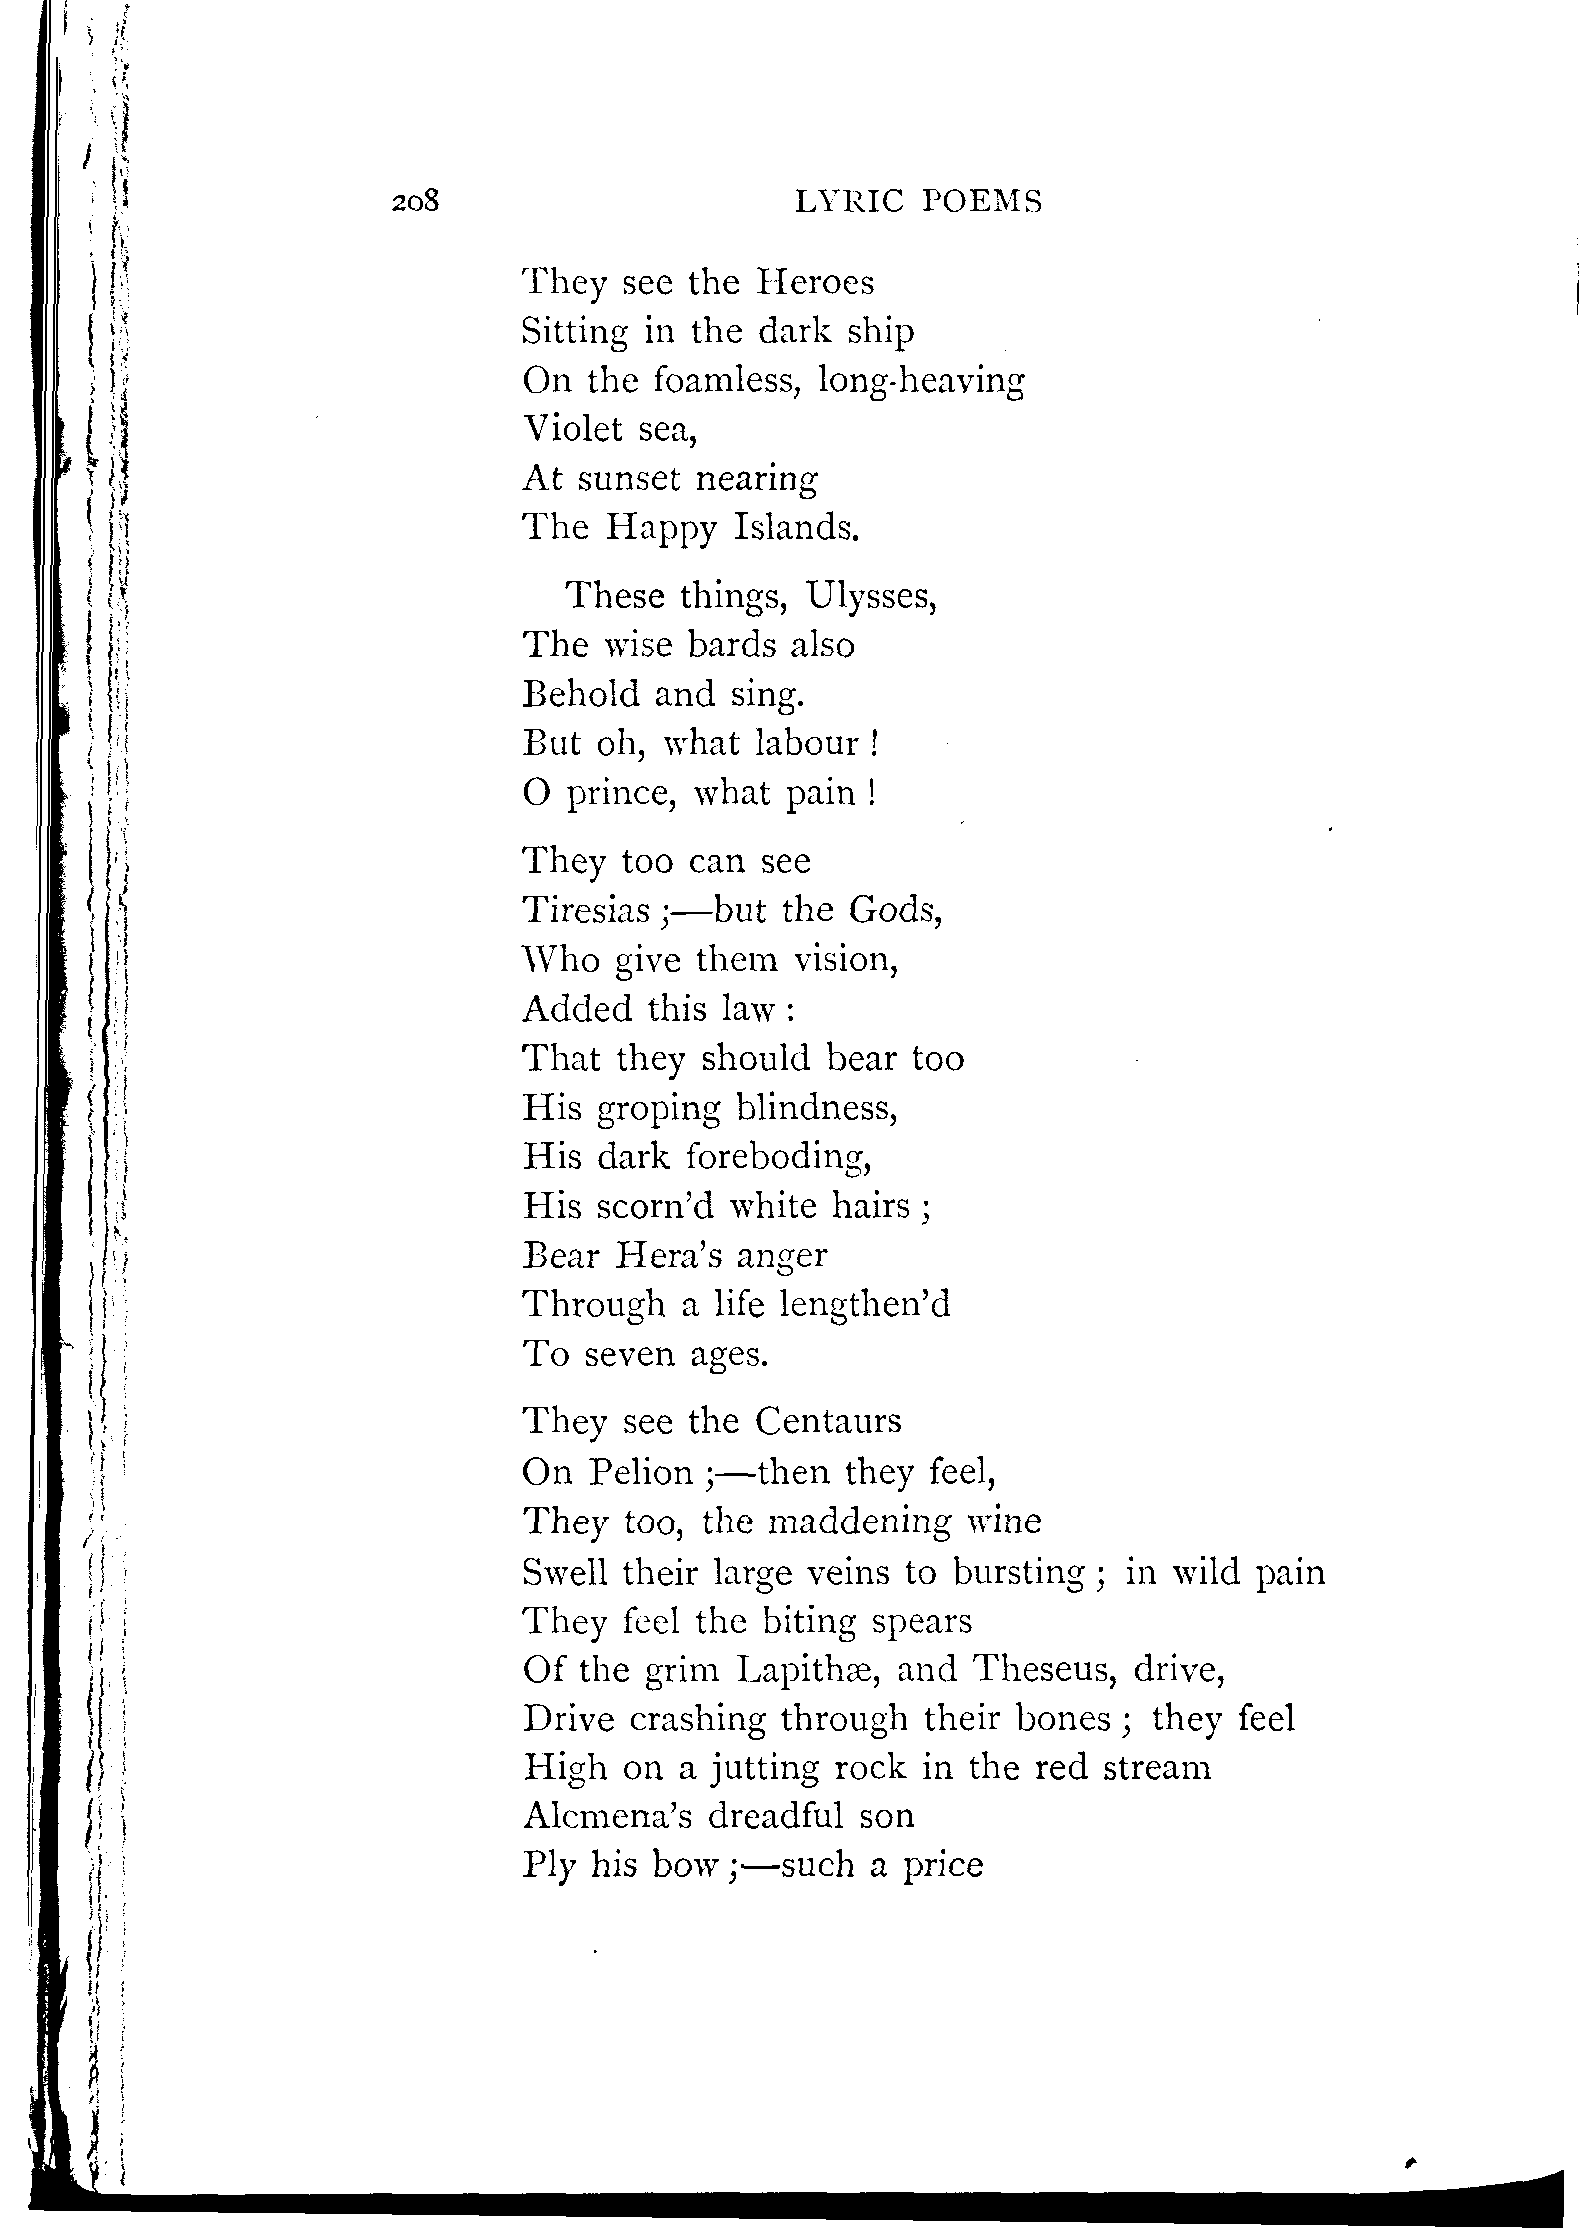 208 LYRIC POEMS
They see the Heroes
Sitting in the dark ship
On the foamless, long-heaving
Violet sea,
At sunset nearing
The Happy Islands.
These things, Ulysses,
The wise bards also
Behold and sing.
But oh, what labour !
O prince, what pain !
They too can see
Tiresias ;—but the Gods,
Who give them vision,
Added this law :
That they should bear too
His groping blindness,
His dark foreboding,
His scorn'd white hairs ;
Bear Hera's anger
Through a life lengthen'd
To seven ages.
They see the Centaurs
On Pelion ;—then they feel,
They too, the maddening wine
Swell their large veins to bursting ; in wild pain
They feel the biting spears
Of the grim Lapithæ, and Theseus, drive,
Drive crashing through their bones ; they feel
High on a jutting rock in the red stream
Alcmena's dreadful son
Ply his bow ;—such a price